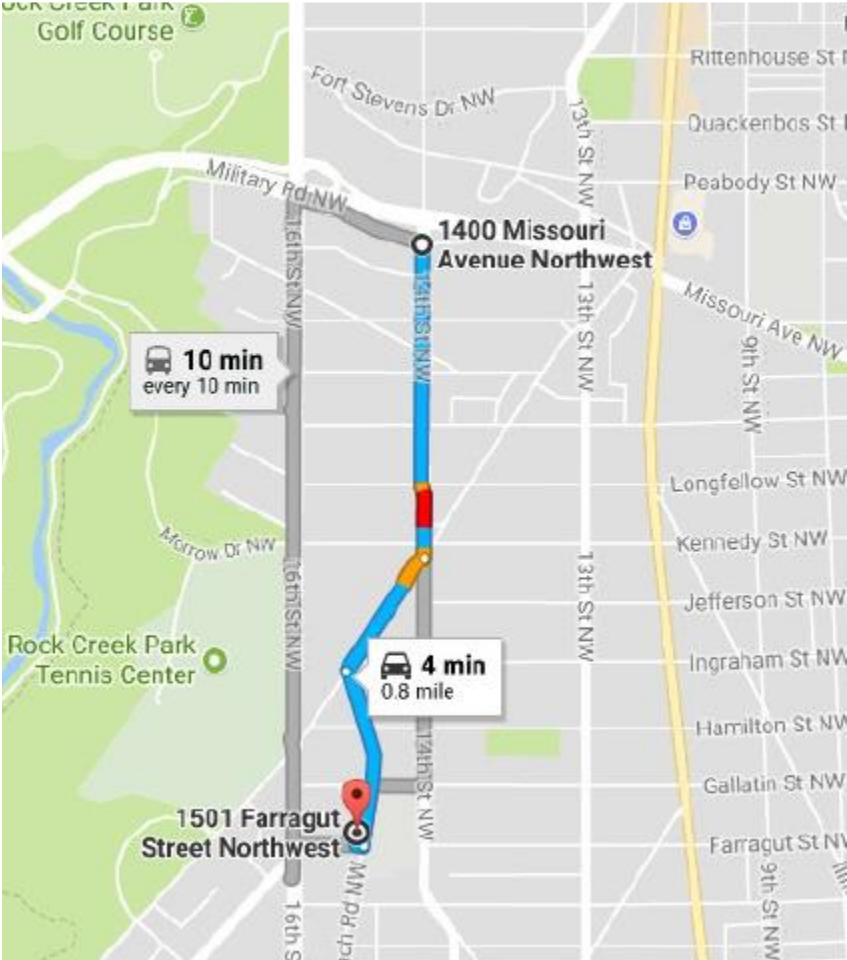 ock Creek Park
Golf Course
Rittenhouse St
Fort Stevens Dr NW
13th St NW
Quackenbos St
Military Rd NW
Peabody St NW
1400 Missouri
Avenue Northwest
16th St NW
14th St NW
13th St NW
Missouri Ave NW
9th St NW
10 min
every 10 min
Longfellow St NW
Morrow Dr NW
Kennedy St NW
16th St NW
13th St NW
Jefferson St NW
Rock Creek Park
Tennis Center
4 min
0.8 mile
Ingraham St NW
Hamilton St NW
14th St NW
Gallatin St NW
1501 Farragut
Street Northwest
Farragut St NW
ch Rd NW
9th St NW
16th S